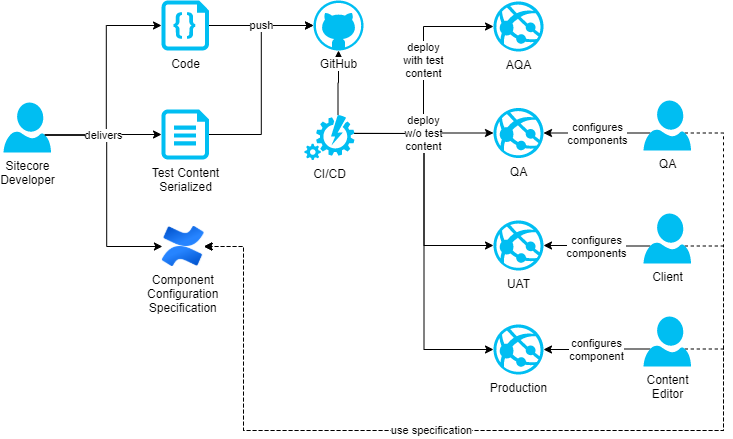 push
Code
GitHub
deploy
with test
content
AQA
delivers
Sitecore
Developer
Test Content
Serialized
CI/CD
deploy
w/o test
content
QA
configures
components
QA
Component
Configuration
Specification
UAT
configures
components
Client
Production
configures
component
Content
Editor
use specification